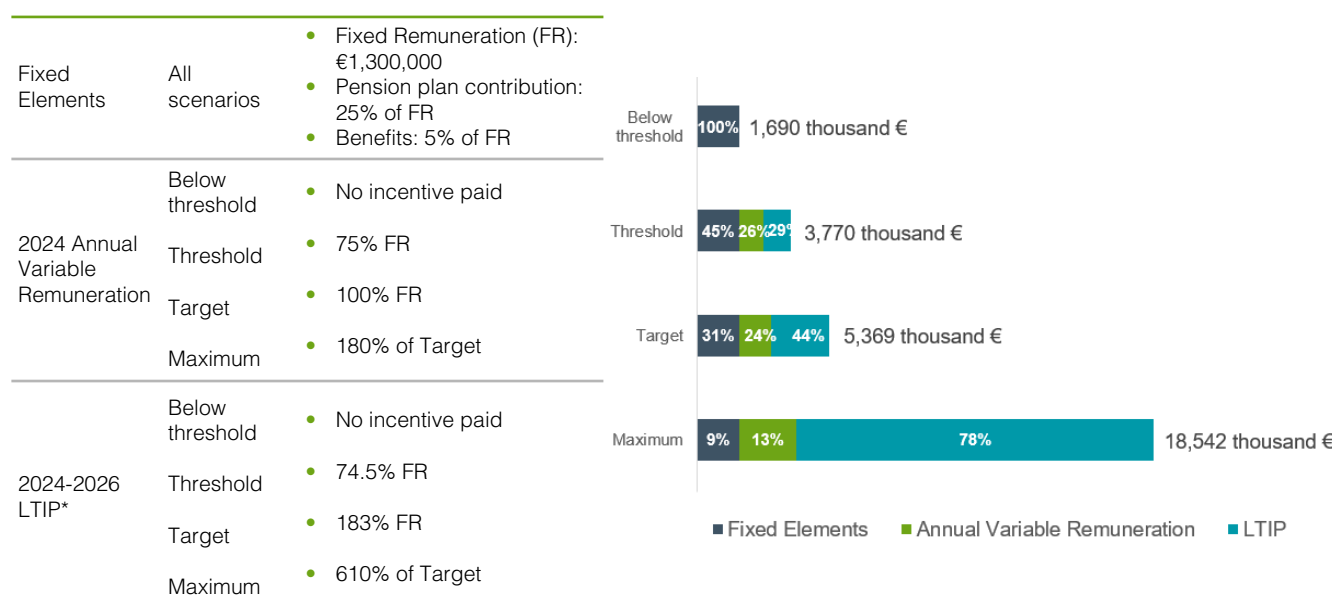 Fixed
Elements
All
scenarios
• Fixed Remuneration (FR):
€1,300,000
• Pension plan contribution:
25% of FR
• Benefits: 5% of FR
2024 Annual
Variable
Remuneration
Below
threshold
• No incentive paid
Threshold
• 75% FR
Target
• 100% FR
Maximum
• 180% of Target
2024-2026
LTIP*
Below
threshold
• No incentive paid
Threshold
• 74.5% FR
Target
• 183% FR
Maximum
• 610% of Target
Below
threshold
100% 1,690 thousand €
Threshold 45% 26% 29% 3,770 thousand €
Target 31% 24% 44% 5,369 thousand €
Maximum 9% 13% 78% 18,542 thousand €
Fixed Elements Annual Variable Remuneration LTIP